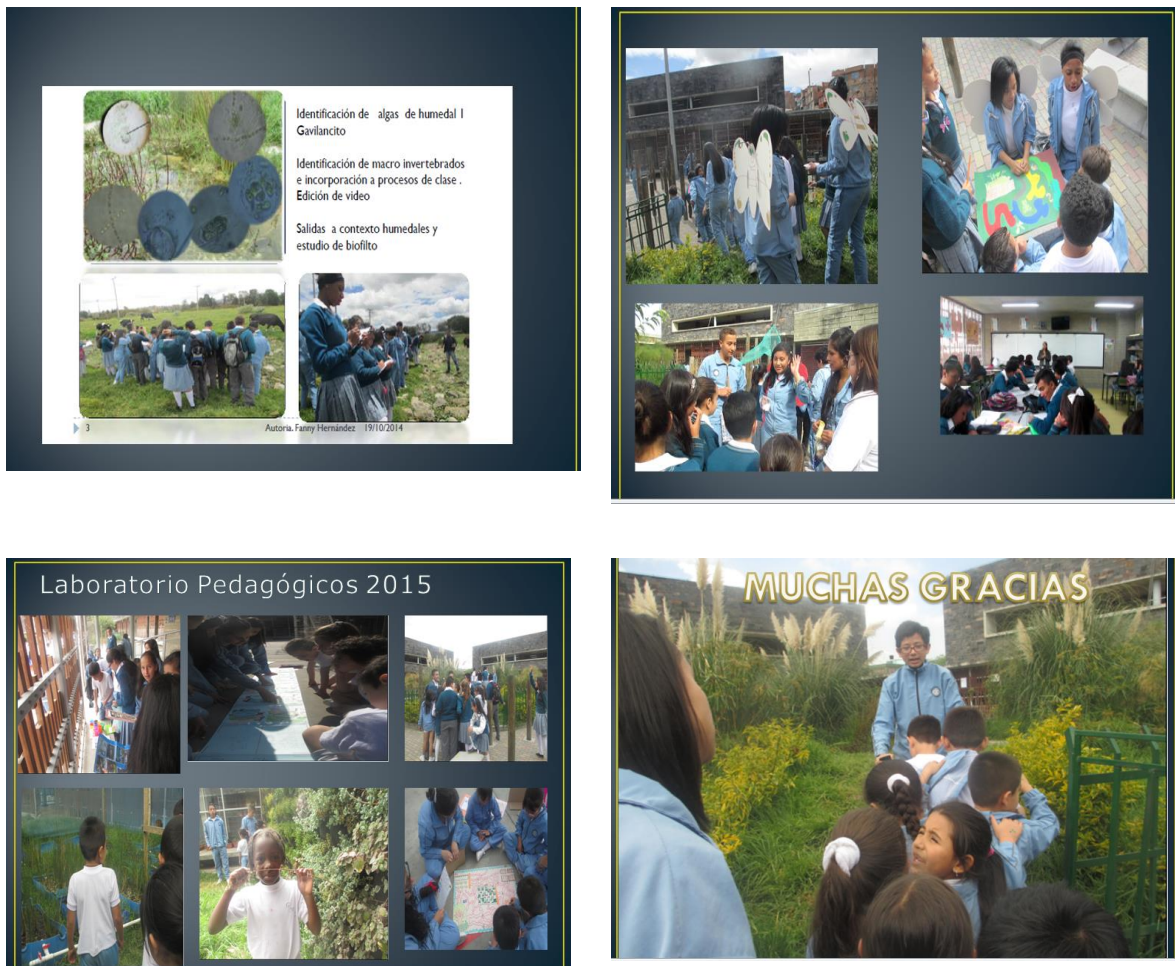 Identificación de algas de humedal I
Gavilancito
Identificación de macro invertebrados
e incorporación a procesos de clase .
Edición de video
Salidas a contexto humedales y
estudio de biofilto
3
Autoria. Fanny Hernández 19/10/2014
Laboratorio Pedagógicos 2015
MUCHAS GRACIAS